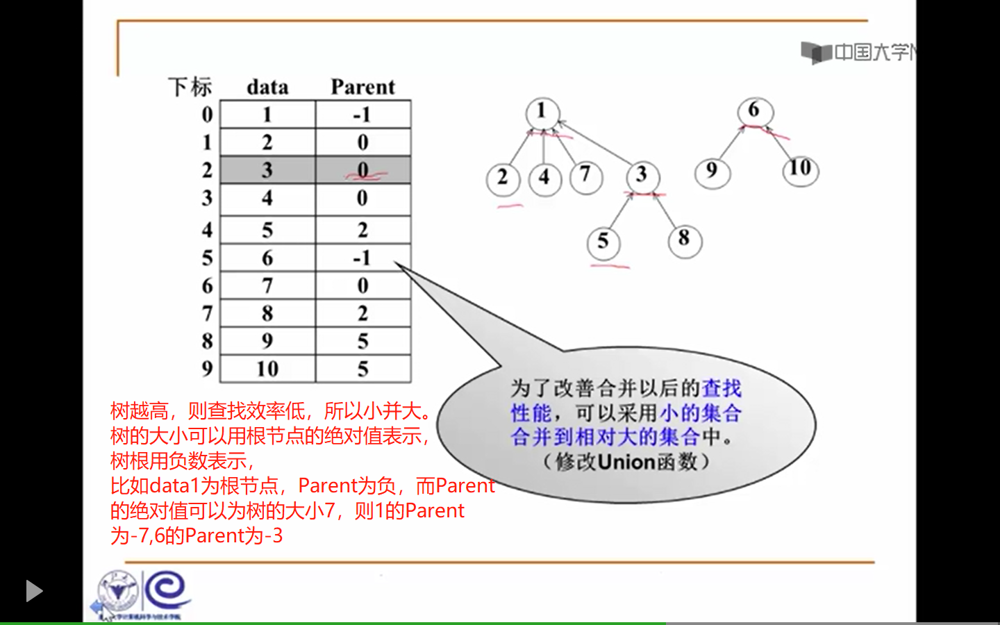 中国大学
下标 data Parent
0 1 -1
1 2 0
2 3 0
3 4 0
4 5 2
5 6 -1
6 7 0
7 8 2
8 9 5
9 10 5
1
6
2 4 7 3
9 10
5 8
为了改善合并以后的查找
性能，可以采用小的集合
合并到相对大的集合中。
（修改Union函数）
树越高，则查找效率低，所以小并大。
树的大小可以用根节点的绝对值表示，
树根用负数表示，
比如data1为根节点，Parent为负，而Parent
的绝对值可以为树的大小7，则1的Parent
为-7,6的Parent为-3